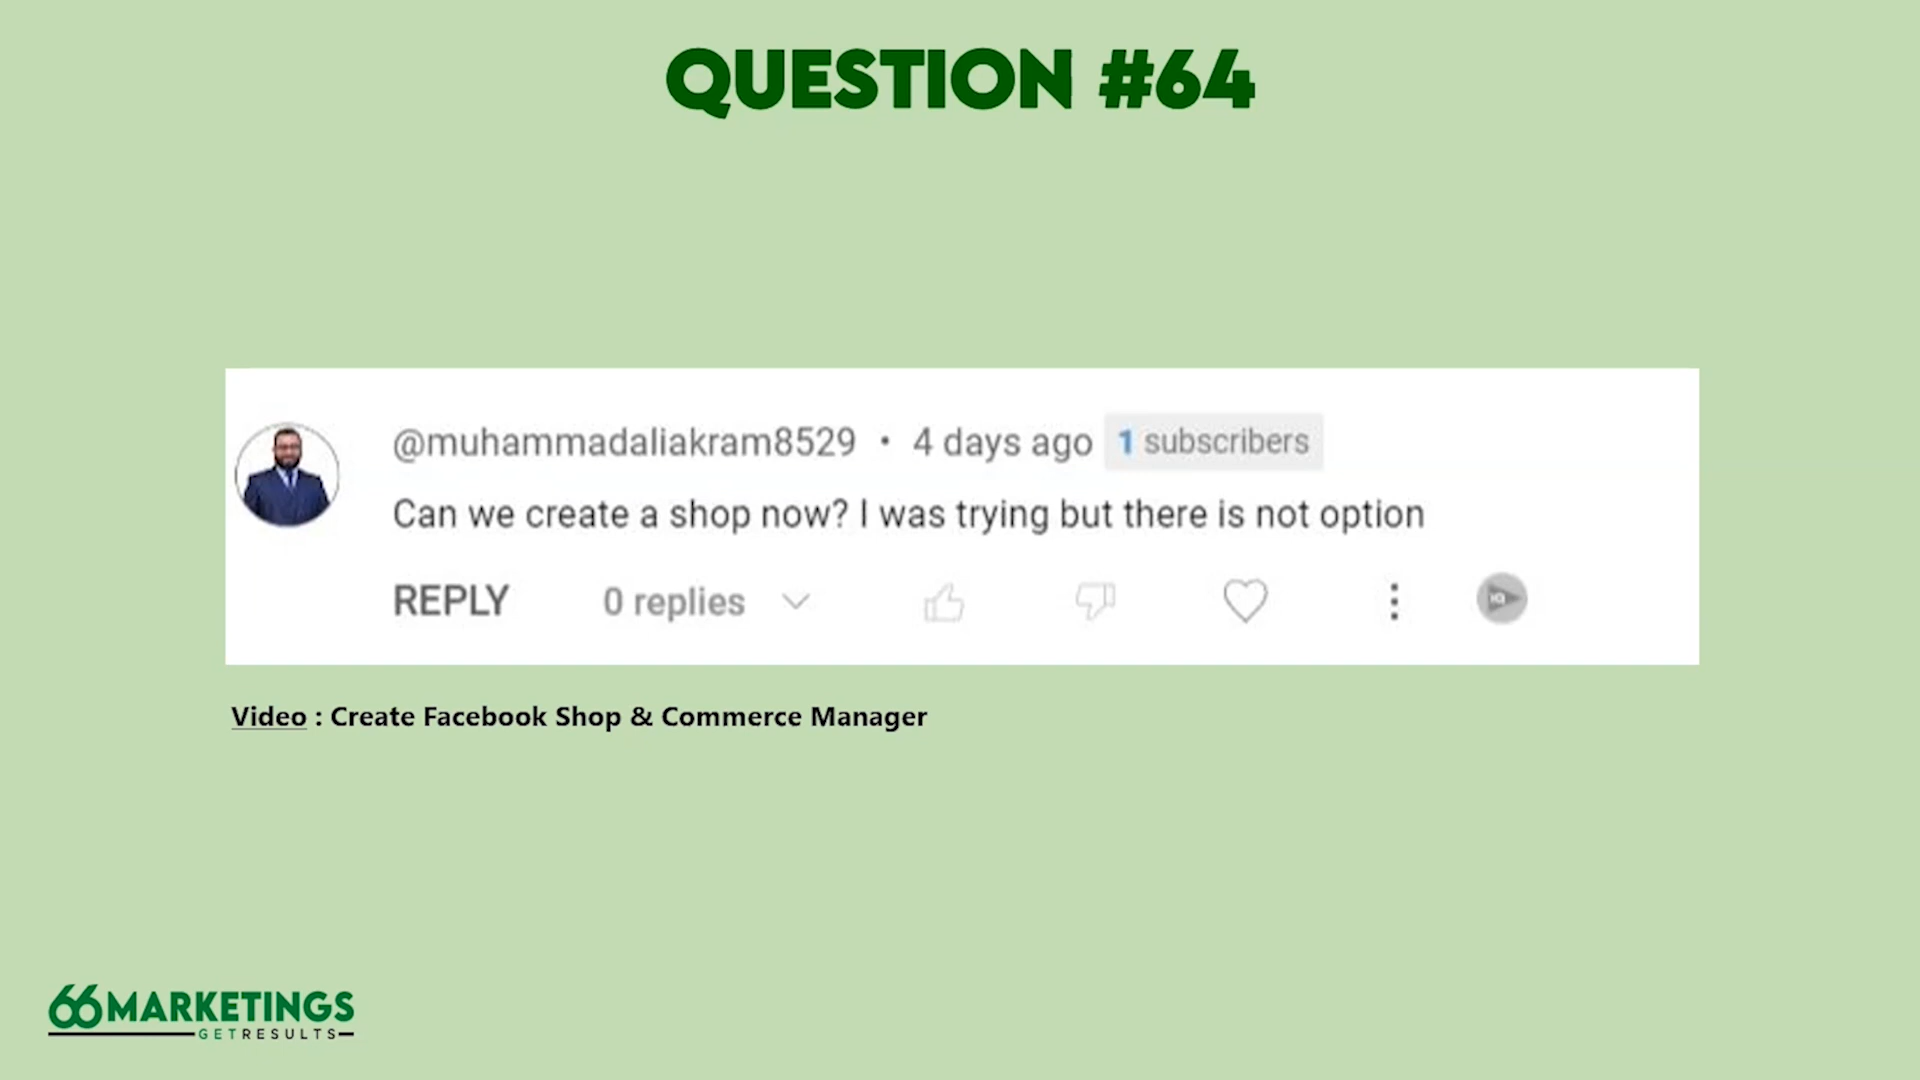 QUESTION #64
@muhammadaliakram8529 • 4 days ago 1 subscribers
Can we create a shop now? I was trying but there is not option
REPLY 0 replies
Video : Create Facebook Shop & Commerce Manager
66MARKETINGS
GETRESULTS